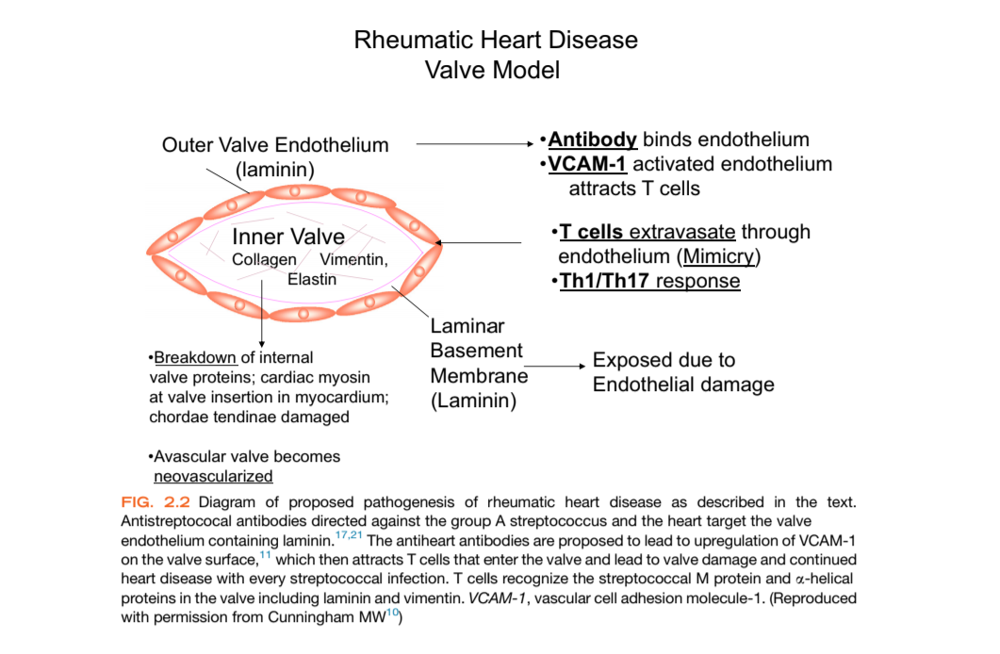 Rheumatic Heart Disease
Valve Model
Outer Valve Endothelium
(laminin)
•Antibody binds endothelium
•VCAM-1 activated endothelium
attracts T cells
Inner Valve
Collagen Vimentin,
Elastin
•T cells extravasate through
endothelium (Mimicry)
•Th1/Th17 response
Laminar
Basement
Membrane
(Laminin)
Exposed due to
Endothelial damage
•Breakdown of internal
valve proteins; cardiac myosin
at valve insertion in myocardium;
chordae tendinae damaged
•Avascular valve becomes
neovascularized
FIG. 2.2 Diagram of proposed pathogenesis of rheumatic heart disease as described in the text.
Antistreptococal antibodies directed against the group A streptococcus and the heart target the valve
endothelium containing laminin.17,21 The antiheart antibodies are proposed to lead to upregulation of VCAM-1
on the valve surface,11 which then attracts T cells that enter the valve and lead to valve damage and continued
heart disease with every streptococcal infection. T cells recognize the streptococcal M protein and α-helical
proteins in the valve including laminin and vimentin. VCAM-1, vascular cell adhesion molecule-1. (Reproduced
with permission from Cunningham MW10)